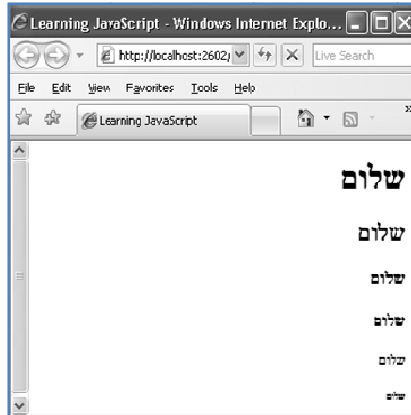 Learning JavaScript - Windows Internet Explo...
http://localhost:2602/
Live Search
File Edit View Favorites Tools Help
Learning JavaScript
שלום
שלום
שלום
שלום
שלום
שלום